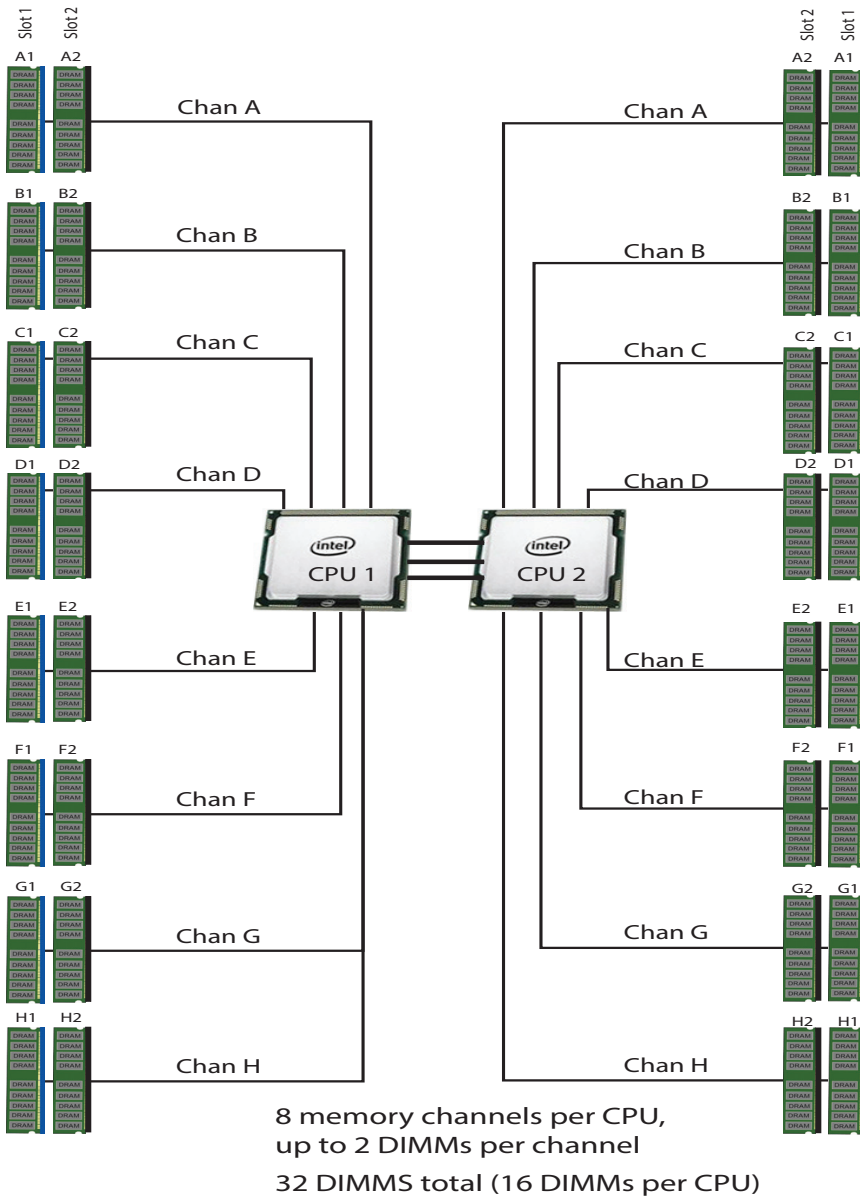 Slot 1 Slot 2 Slot 2 Slot 1
A1 A2 A2 A1
DRAM
Chan A Chan A
B1 B2 B2 B1
Chan B Chan B
C1 C2 C2 C1
Chan C Chan C
D1 D2 D2 D1
Chan D Chan D
intel intel
CPU 1 CPU 2
E1 E2 E2 E1
Chan E Chan E
F1 F2 F2 F1
Chan F Chan F
G1 G2 G2 G1
Chan G Chan G
H1 H2 H2 H1
Chan H Chan H
8 memory channels per CPU,
up to 2 DIMMs per channel
32 DIMMS total (16 DIMMs per CPU)